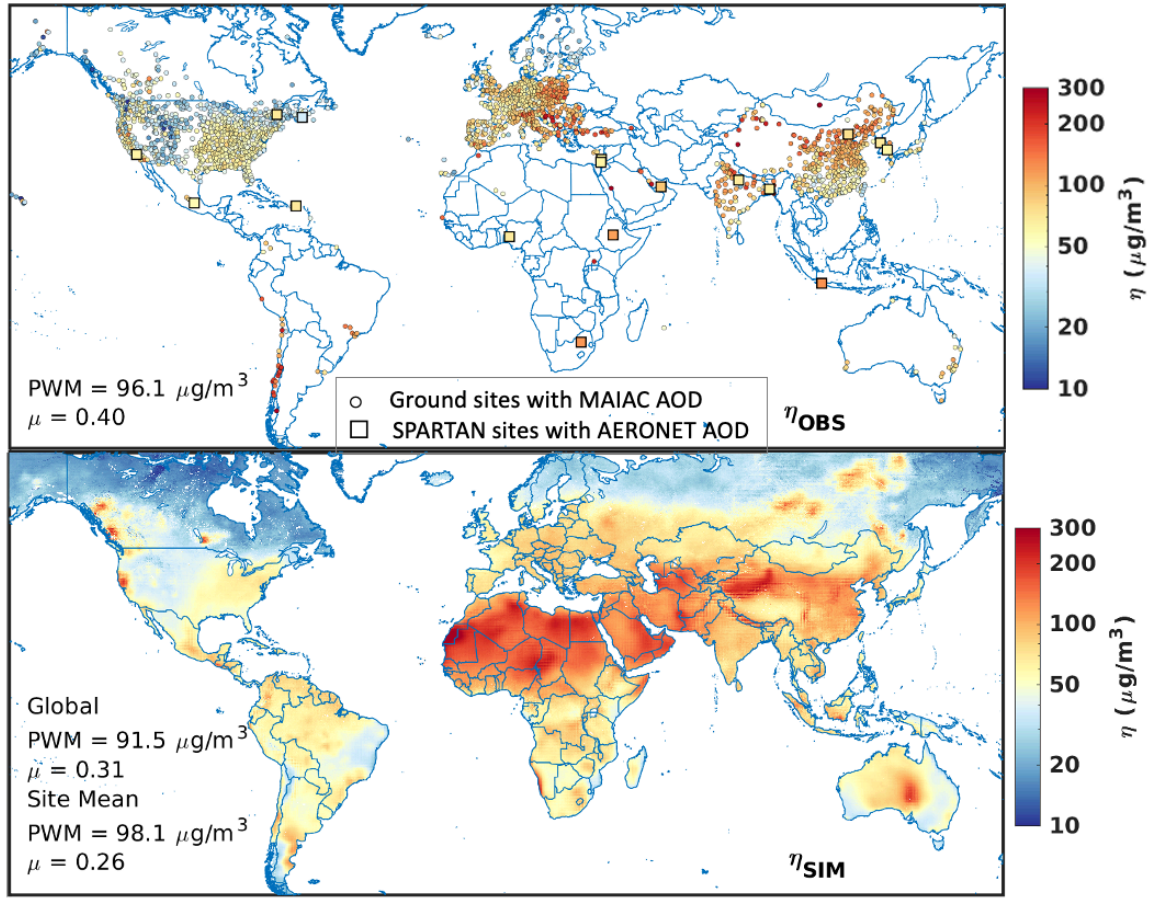 300
200
100
50
20
10
η ( μg/m³)
PWM = 96.1 μg/m³
μ = 0.40
Ground sites with MAIAC AOD
SPARTAN sites with AERONET AOD
ηOBS
300
200
100
50
20
10
η ( μg/m³)
Global
PWM = 91.5 μg/m³
μ = 0.31
Site Mean
PWM = 98.1 μg/m³
μ = 0.26
ηSIM